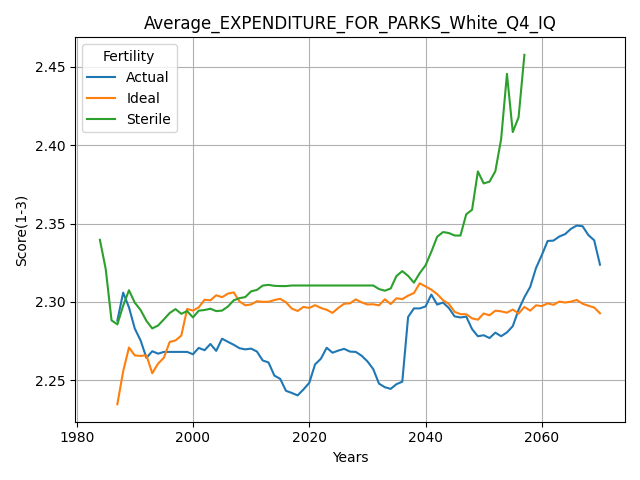 Average_EXPENDITURE_FOR_PARKS_White_Q4_IQ
Fertility
Actual
Ideal
Sterile
Score(1-3)
2.45
2.40
2.35
2.30
2.25
1980
2000
2020
2040
2060
Years